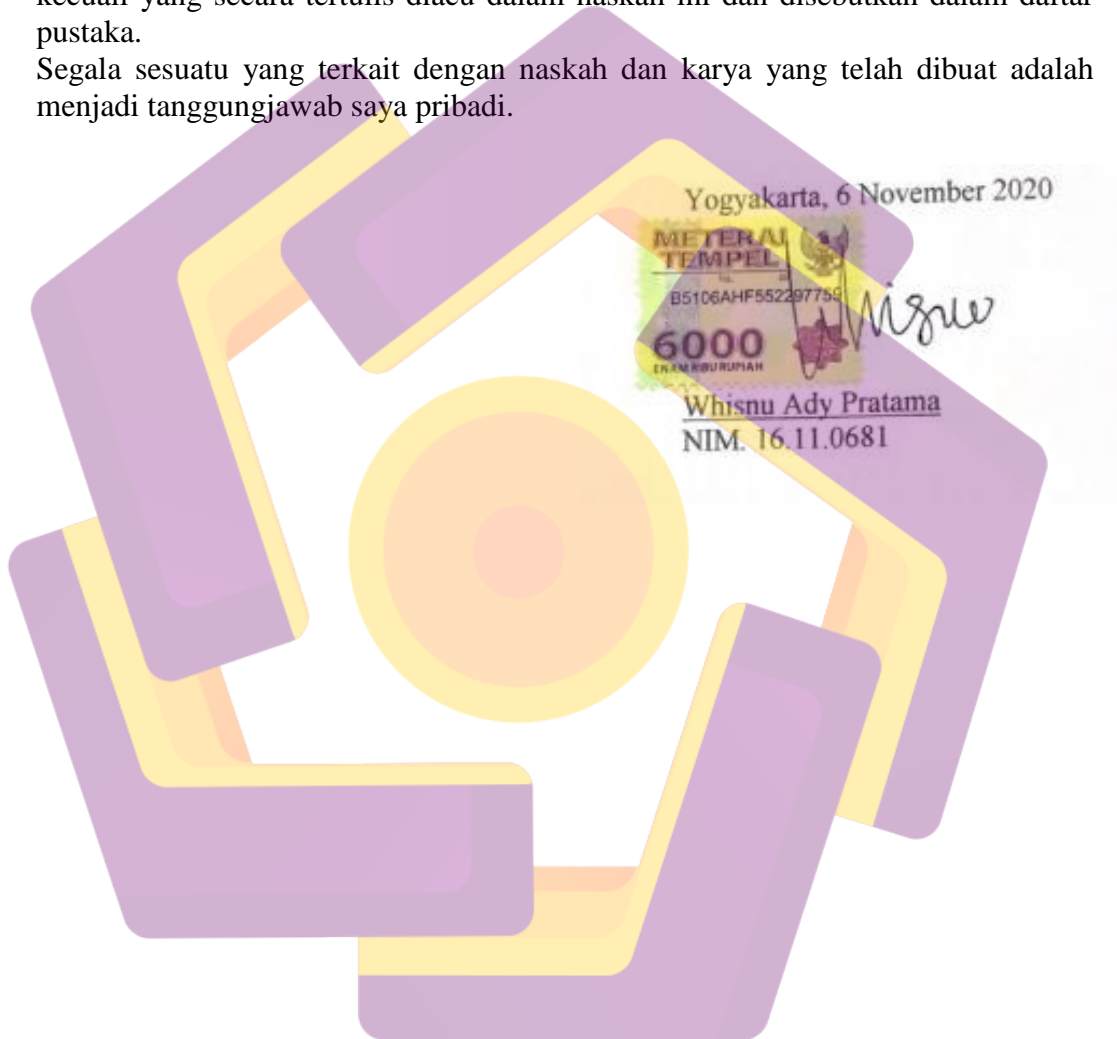 kecuali yang secara tertulis diacu dalam naskah ini dan disebutkan dalam daftar
pustaka.
Segala sesuatu yang terkait dengan naskah dan karya yang telah dibuat adalah
menjadi tanggungjawab saya pribadi.
Yogyakarta, 6 November 2020
METERAI
TEMPEL
B5106AHF552297759
6000
ENAM RIBU RUPIAH
Whisnu Ady Pratama
NIM. 16.11.0681